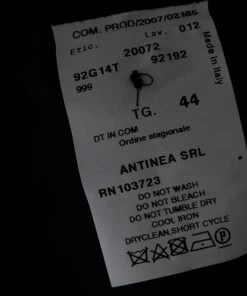 COM. PROD/2007/02185
Etic. Lav. 012
20072
92G14T 92192
999
Made in Italy
TG. 44
DT IN.COM
Ordine stagionale
ANTINEA SRL
RN103723
DO NOT WASH
DO NOT BLEACH
DO NOT TUMBLE DRY
COOL IRON
DRYCLEAN,SHORT CYCLE